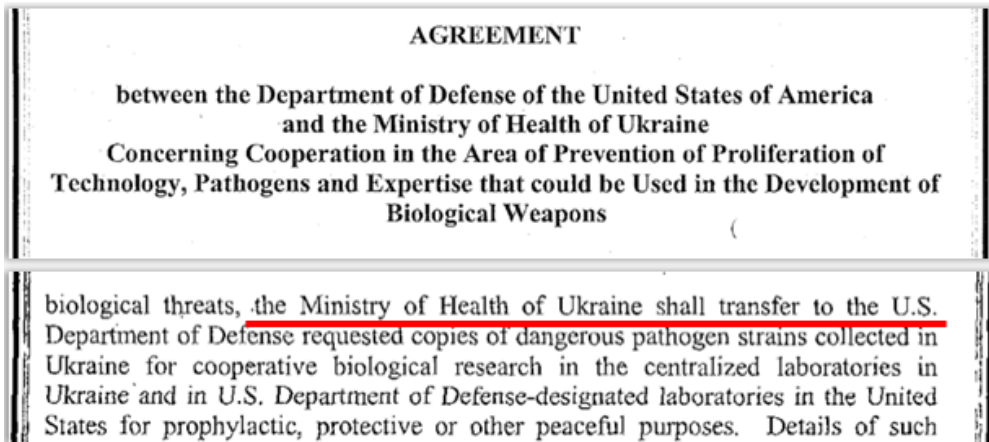 AGREEMENT
between the Department of Defense of the United States of America
and the Ministry of Health of Ukraine
Concerning Cooperation in the Area of Prevention of Proliferation of
Technology, Pathogens and Expertise that could be Used in the Development of
Biological Weapons
biological threats, the Ministry of Health of Ukraine shall transfer to the U.S.
Department of Defense requested copies of dangerous pathogen strains collected in
Ukraine for cooperative biological research in the centralized laboratories in
Ukraine and in U.S. Department of Defense-designated laboratories in the United
States for prophylactic, protective or other peaceful purposes. Details of such